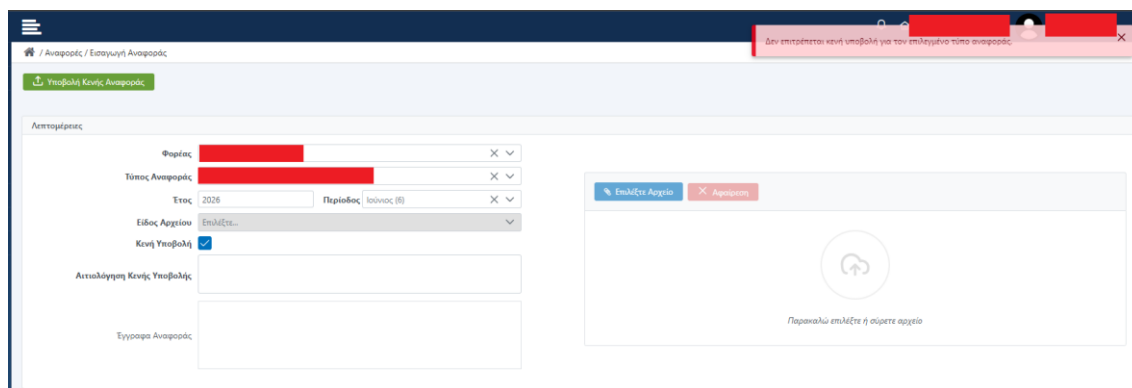 Δεν επιτρέπεται κενή υποβολή για τον επιλεγμένο τύπο αναφοράς.
/ Αναφορές / Εισαγωγή Αναφοράς
Υποβολή Κενής Αναφοράς
Λεπτομέρειες
Φορέας
Τύπος Αναφοράς
Έτος 2026 Περίοδος Ιούνιος (6)
Είδος Αρχείου Επιλέξτε...
Κενή Υποβολή
Αιτιολόγηση Κενής Υποβολής
Έγγραφα Αναφοράς
Επιλέξτε Αρχείο Αφαίρεση
Παρακαλώ επιλέξτε ή σύρετε αρχείο